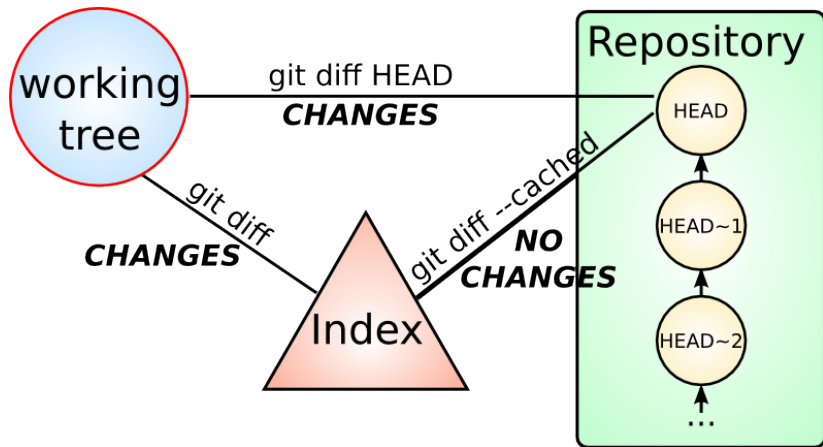 Repository
working
tree
git diff HEAD
CHANGES
HEAD
git diff
CHANGES
git diff --cached
NO
CHANGES
HEAD~1
Index
HEAD~2
...